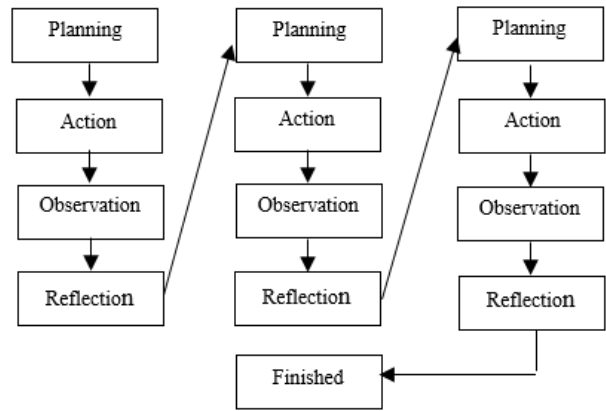 Planning
Action
Observation
Reflection
Planning
Action
Observation
Reflection
Planning
Action
Observation
Reflection
Finished